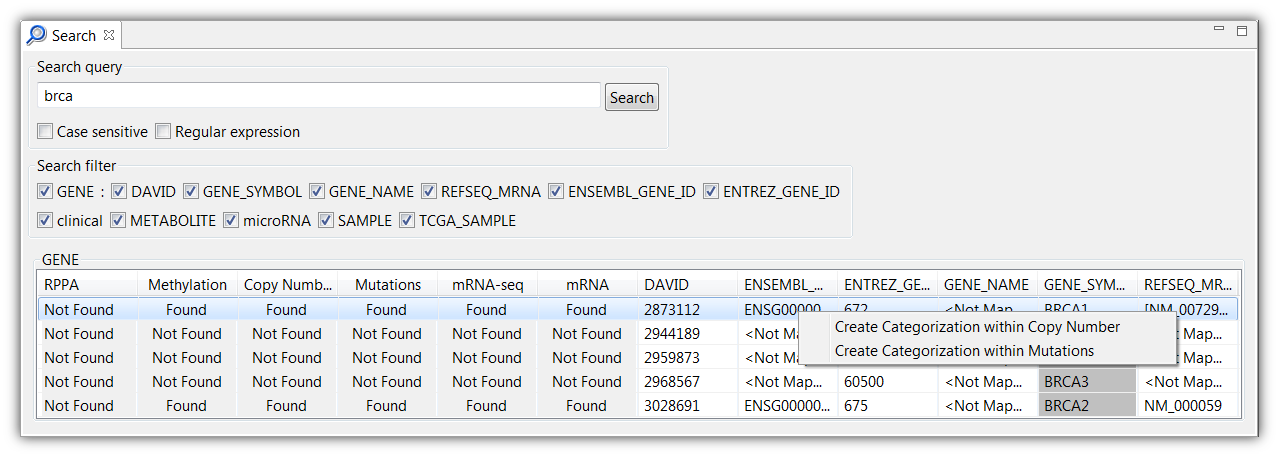 Search
Search query
brca Search
Case sensitive Regular expression
Search filter
GENE : DAVID GENE_SYMBOL GENE_NAME REFSEQ_MRNA ENSEMBL_GENE_ID ENTREZ_GENE_ID
clinical METABOLITE microRNA SAMPLE TCGA_SAMPLE
GENE
RPPA Methylation Copy Numb... Mutations mRNA-seq mRNA DAVID ENSEMBL_... ENTREZ_GE... GENE_NAME GENE_SYM... REFSEQ_MR...
Not Found Found Found Found Found Found 2873112 ENSG00000... 672 <Not Map... BRCA1 [NM_00729...
Create Categorization within Copy Number
Not Found Not Found Not Found Not Found Not Found Not Found 2944189 <Not Ma
Create Categorization within Mutations
Not Found Not Found Not Found Not Found Not Found Not Found 2959873 <Not Ma
Not Found Not Found Not Found Not Found Not Found Not Found 2968567 <Not Map... 60500 <Not Map... BRCA3 <Not Map...
Not Found Found Found Found Found Found 3028691 ENSG00000... 675 <Not Map... BRCA2 NM_000059